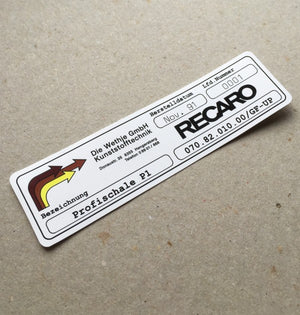 Die Wethje GmbH
Kunststofftechnik
Herstelldatum
Nov. 91
Lfd Nummer
0001
RECARO
Bezeichnung
Profischale P1
070.92.010.00/GF-UP